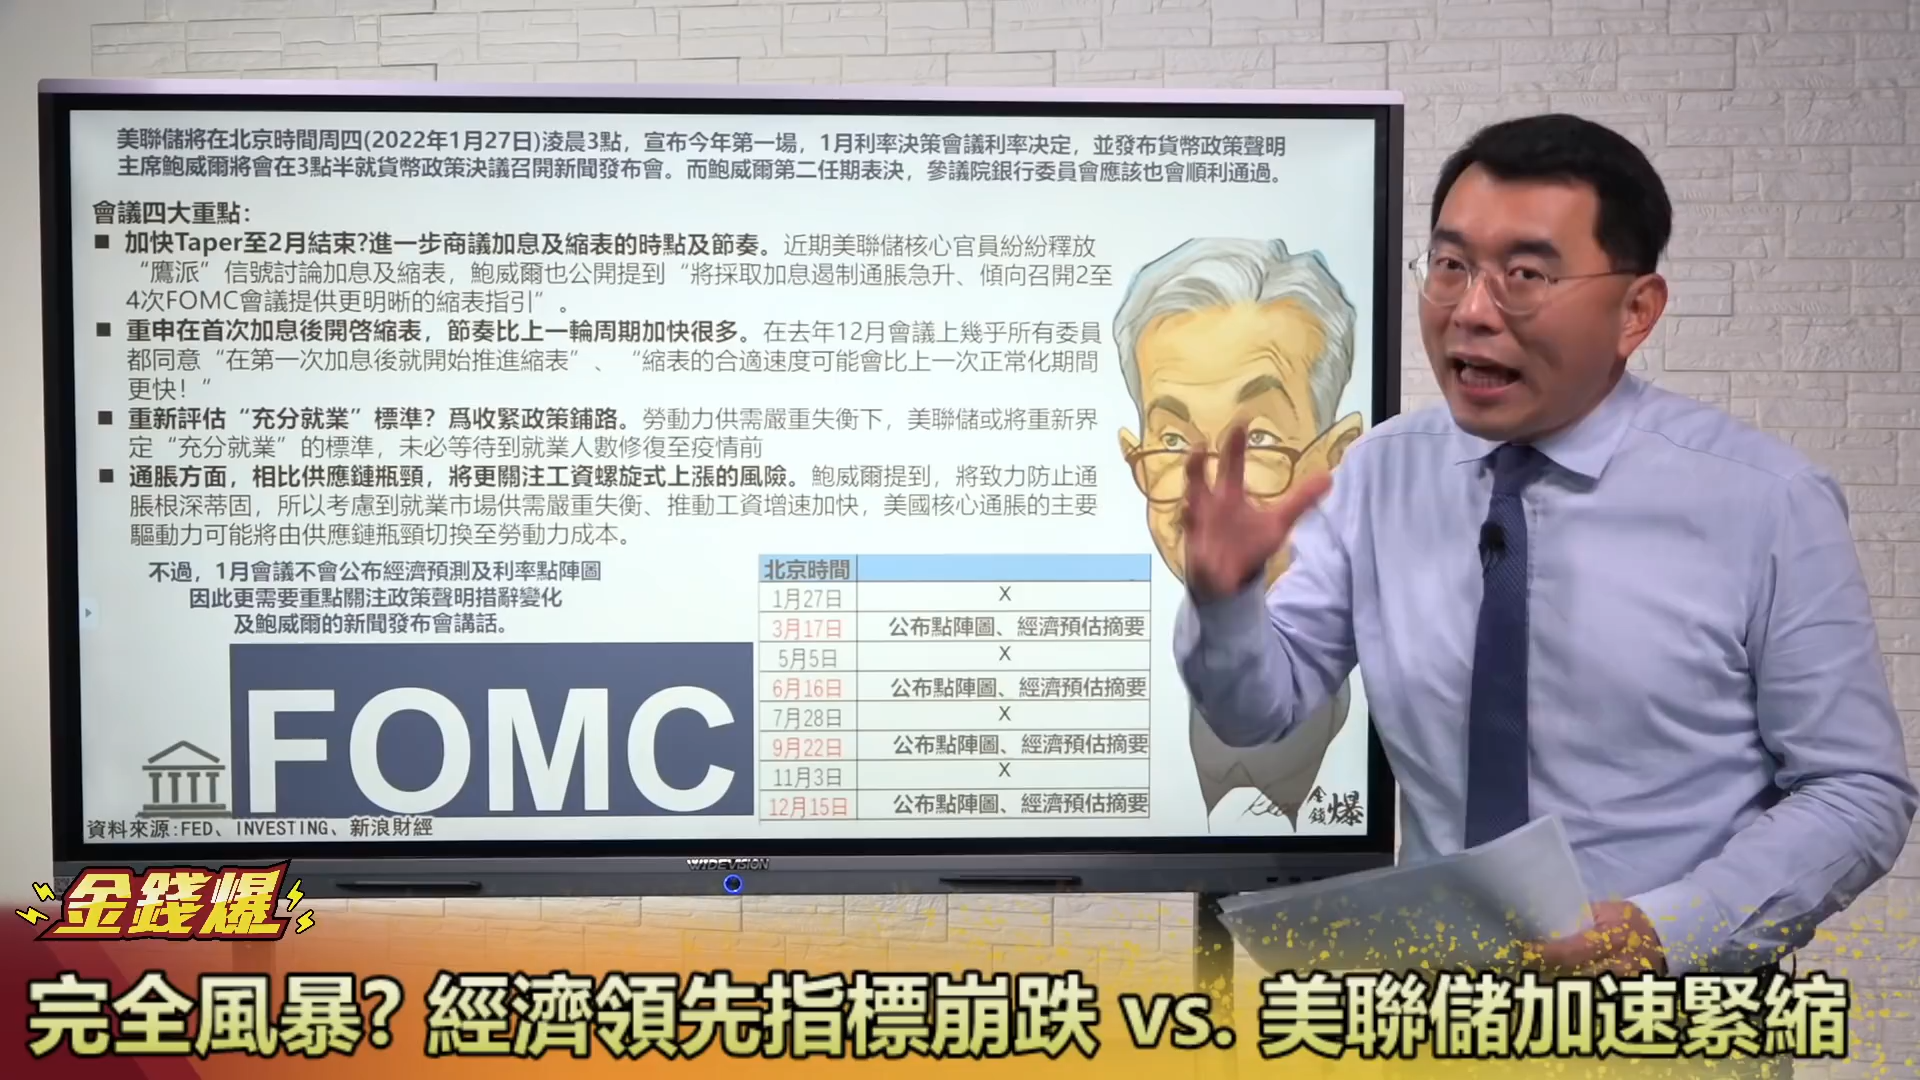 美聯儲將在北京時間周四(2022年1月27日)淩晨3點，宣布今年第一場，1月利率決策會議利率決定，並發布貨幣政策聲明
主席鮑威爾將會在3點半就貨幣政策決議召開新聞發布會。而鮑威爾第二任期表決，參議院銀行委員會應該也會順利通過。
會議四大重點：
■ 加快Taper至2月結束?進一步商議加息及縮表的時點及節奏。近期美聯儲核心官員紛紛釋放
“鷹派”信號討論加息及縮表，鮑威爾也公開提到“將採取加息遏制通脹急升、傾向召開2至
4次FOMC會議提供更明晰的縮表指引”。
■ 重申在首次加息後開啓縮表，節奏比上一輪周期加快很多。在去年12月會議上幾乎所有委員
都同意“在第一次加息後就開始推進縮表”、“縮表的合適速度可能會比上一次正常化期間
更快！”
■ 重新評估“充分就業”標準？爲收緊政策鋪路。勞動力供需嚴重失衡下，美聯儲或將重新界
定“充分就業”的標準，未必等待到就業人數修復至疫情前
■ 通脹方面，相比供應鏈瓶頸，將更關注工資螺旋式上漲的風險。鮑威爾提到，將致力防止通
脹根深蒂固，所以考慮到就業市場供需嚴重失衡、推動工資增速加快，美國核心通脹的主要
驅動力可能將由供應鏈瓶頸切換至勞動力成本。
不過，1月會議不會公布經濟預測及利率點陣圖
因此更需要重點關注政策聲明措辭變化
及鮑威爾的新聞發布會講話。
北京時間
1月27日 X
3月17日 公布點陣圖、經濟預估摘要
5月5日 X
6月16日 公布點陣圖、經濟預估摘要
7月28日 X
9月22日 公布點陣圖、經濟預估摘要
11月3日 X
12月15日 公布點陣圖、經濟預估摘要
FOMC
資料來源:FED、INVESTING、新浪財經
金錢爆
WIDEVISION
金錢爆
完全風暴? 經濟領先指標崩跌 vs. 美聯儲加速緊縮